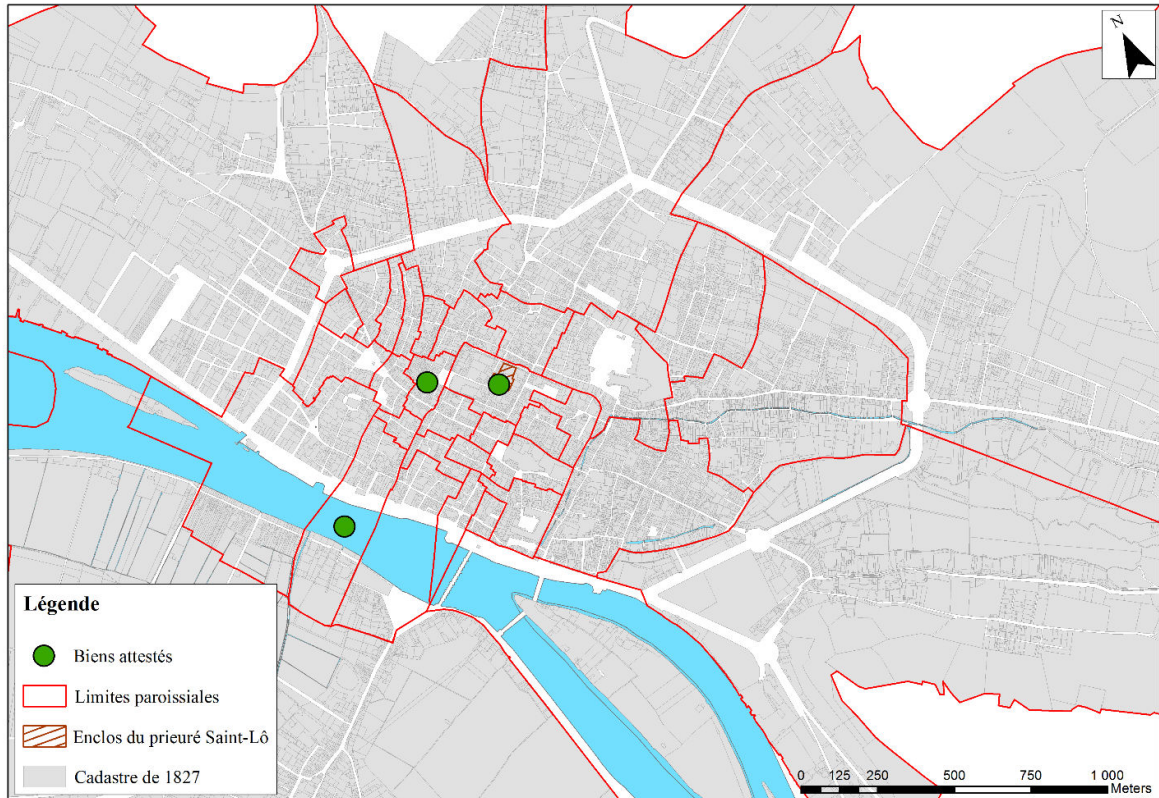 N
Légende
Biens attestés
Limites paroissiales
Enclos du prieuré Saint-Lô
Cadastre de 1827
0 125 250 500 750 1 000
Meters